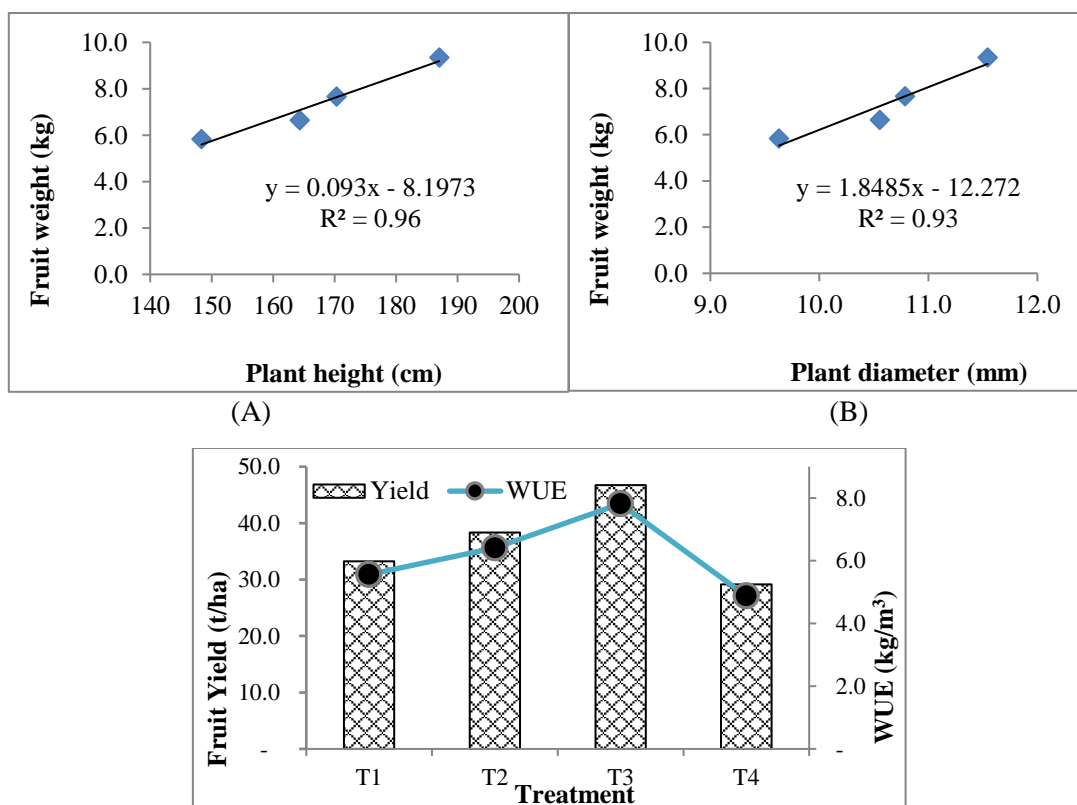 10.0
8.0
6.0
4.0
2.0
0.0
Fruit weight (kg)
y = 0.093x - 8.1973
R² = 0.96
140 150 160 170 180 190 200
Plant height (cm)
(A)
10.0
8.0
6.0
4.0
2.0
0.0
Fruit weight (kg)
y = 1.8485x - 12.272
R² = 0.93
9.0 10.0 11.0 12.0
Plant diameter (mm)
(B)
50.0
40.0
30.0
20.0
10.0
-
Fruit Yield (t/ha)
Yield WUE
8.0
6.0
4.0
2.0
-
WUE (kg/m³)
T1 T2 T3 T4
Treatment